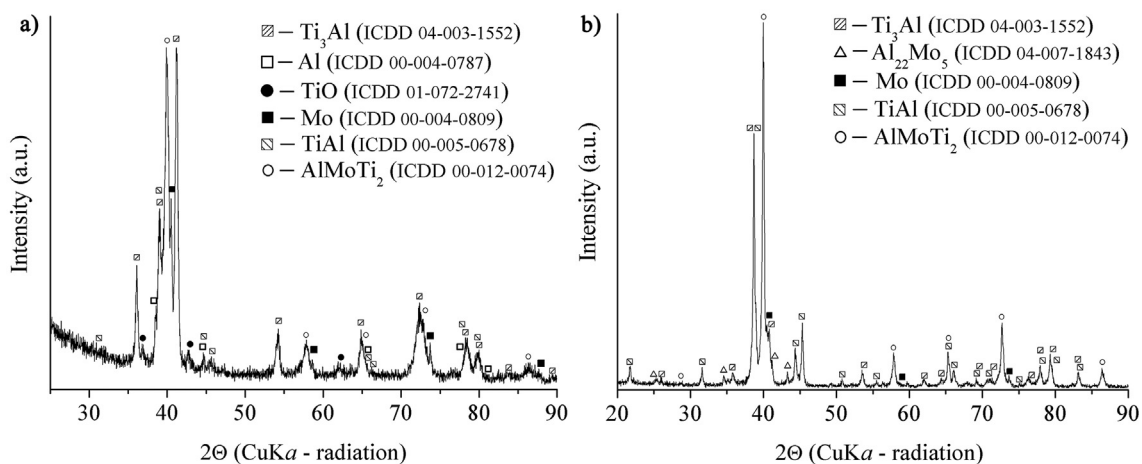 a)
Ti₃Al (ICDD 04-003-1552)
Al (ICDD 00-004-0787)
TiO (ICDD 01-072-2741)
Mo (ICDD 00-004-0809)
TiAl (ICDD 00-005-0678)
AlMoTi₂ (ICDD 00-012-0074)
Intensity (a.u.)
30 40 50 60 70 80 90
2Θ (CuKa - radiation)
b)
Ti₃Al (ICDD 04-003-1552)
Al₂₂Mo₅ (ICDD 04-007-1843)
Mo (ICDD 00-004-0809)
TiAl (ICDD 00-005-0678)
AlMoTi₂ (ICDD 00-012-0074)
Intensity (a.u.)
20 30 40 50 60 70 80 90
2Θ (CuKa - radiation)